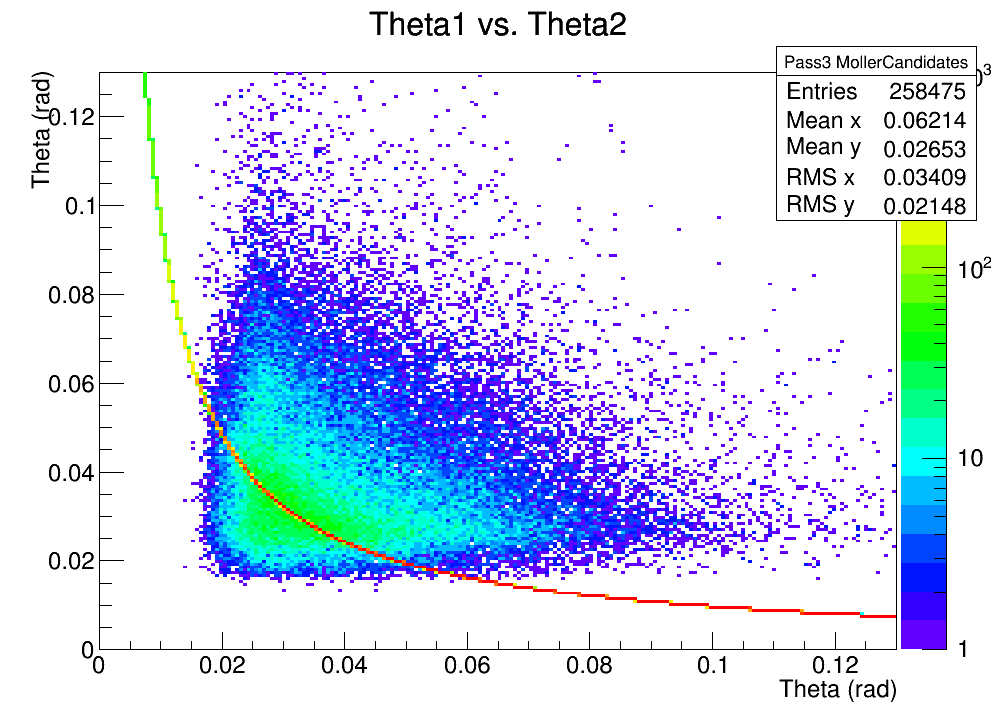 Theta1 vs. Theta2
Pass3 MollerCandidates
Entries 258475
Mean x 0.06214
Mean y 0.02653
RMS x 0.03409
RMS y 0.02148
Theta (rad)
0.12
0.1
0.08
0.06
0.04
0.02
0
0 0.02 0.04 0.06 0.08 0.1 0.12
Theta (rad)
10²
10
1